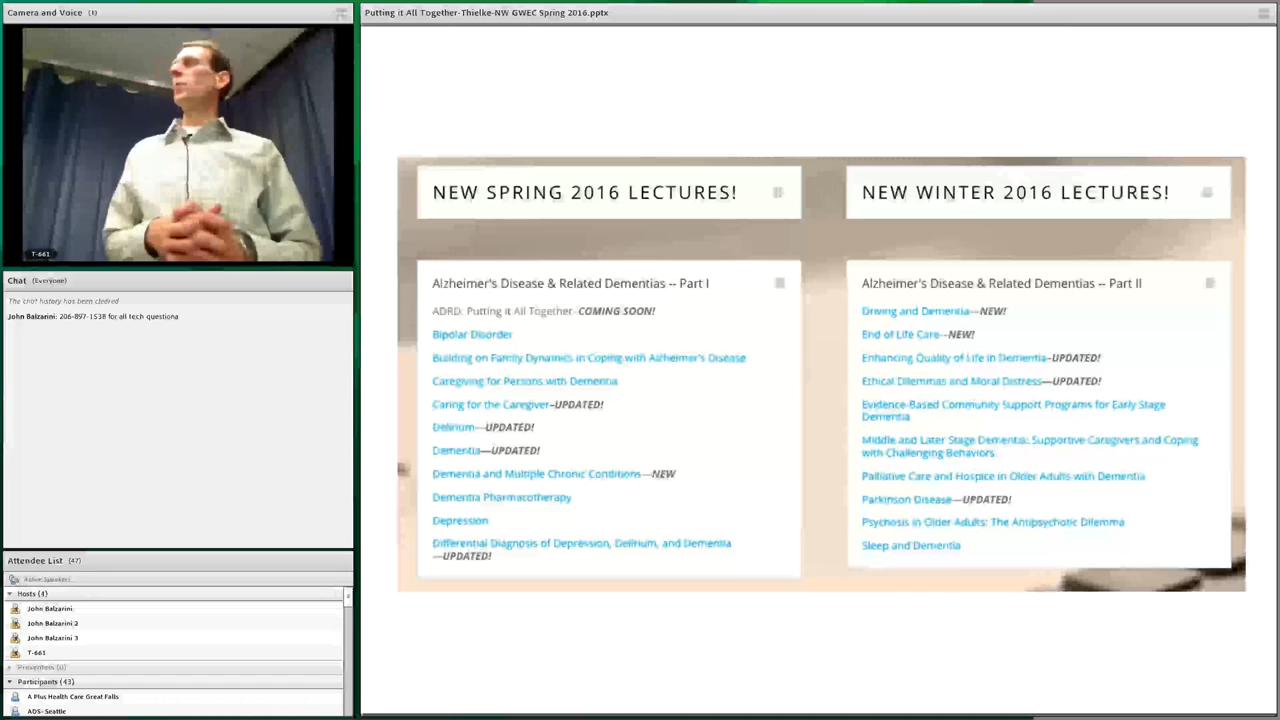 Camera and Voice (1)
T-661
Chat (Everyone)
The chat history has been cleared
John Balzarini: 206-897-1538 for all tech questiona
Attendee List (47)
Active Speakers
Hosts (4)
John Balzarini
John Balzarini 2
John Balzarini 3
T-661
Presenters (0)
Participants (43)
A Plus Health Care Great Falls
ADS- Seattle
Putting it All Together-Thielke-NW GWEC Spring 2016.pptx
NEW SPRING 2016 LECTURES!
Alzheimer's Disease & Related Dementias -- Part I
ADRD: Putting it All Together–COMING SOON!
Bipolar Disorder
Building on Family Dynamics in Coping with Alzheimer's Disease
Caregiving for Persons with Dementia
Caring for the Caregiver–UPDATED!
Delirium—UPDATED!
Dementia—UPDATED!
Dementia and Multiple Chronic Conditions—NEW
Dementia Pharmacotherapy
Depression
Differential Diagnosis of Depression, Delirium, and Dementia
—UPDATED!
NEW WINTER 2016 LECTURES!
Alzheimer's Disease & Related Dementias -- Part II
Driving and Dementia—NEW!
End of Life Care—NEW!
Enhancing Quality of Life in Dementia–UPDATED!
Ethical Dilemmas and Moral Distress—UPDATED!
Evidence-Based Community Support Programs for Early Stage
Dementia
Middle and Later Stage Dementia: Supportive Caregivers and Coping
with Challenging Behaviors
Palliative Care and Hospice in Older Adults with Dementia
Parkinson Disease—UPDATED!
Psychosis in Older Adults: The Antipsychotic Dilemma
Sleep and Dementia